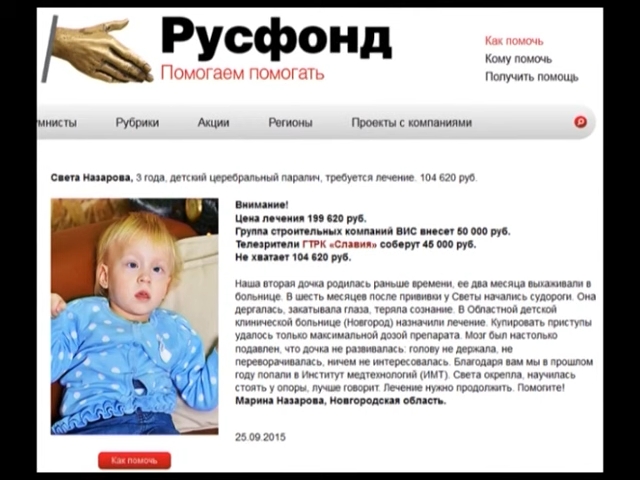 Русфонд
Помогаем помогать
Как помочь
Кому помочь
Получить помощь
мнисты Рубрики Акции Регионы Проекты с компаниями
Света Назарова, 3 года, детский церебральный паралич, требуется лечение. 104 620 руб.
Внимание!
Цена лечения 199 620 руб.
Группа строительных компаний ВИС внесет 50 000 руб.
Телезрители ГТРК «Славия» соберут 45 000 руб.
Не хватает 104 620 руб.
Наша вторая дочка родилась раньше времени, ее два месяца выхаживали в
больнице. В шесть месяцев после прививки у Светы начались судороги. Она
дергалась, закатывала глаза, теряла сознание. В Областной детской
клинической больнице (Новгород) назначили лечение. Купировать приступы
удалось только максимальной дозой препарата. Мозг был настолько
подавлен, что дочка не развивалась: голову не держала, не
переворачивалась, ничем не интересовалась. Благодаря вам мы в прошлом
году попали в Институт медтехнологий (ИМТ). Света окрепла, научилась
стоять у опоры, лучше говорит. Лечение нужно продолжить. Помогите!
Марина Назарова, Новгородская область.
25.09.2015
Как помочь